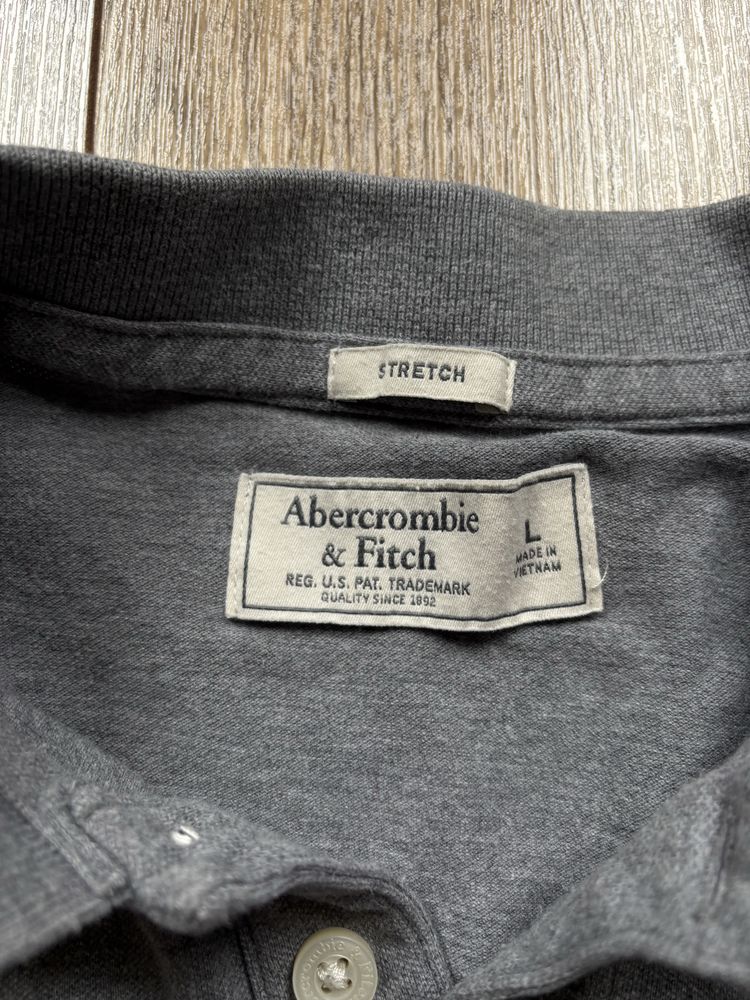 STRETCH
Abercrombie
& Fitch
REG. U.S. PAT. TRADEMARK
QUALITY SINCE 1892
L
MADE IN
VIETNAM